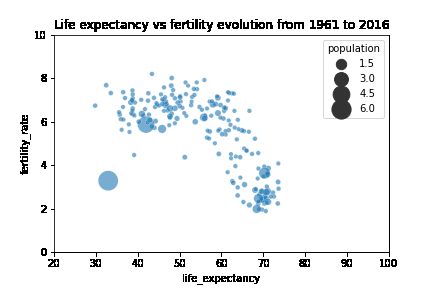 Life expectancy vs fertility evolution from 1961 to 2016
10
8
6
4
2
0
fertility_rate
population
1.5
3.0
4.5
6.0
20 30 40 50 60 70 80 90 100
life_expectancy